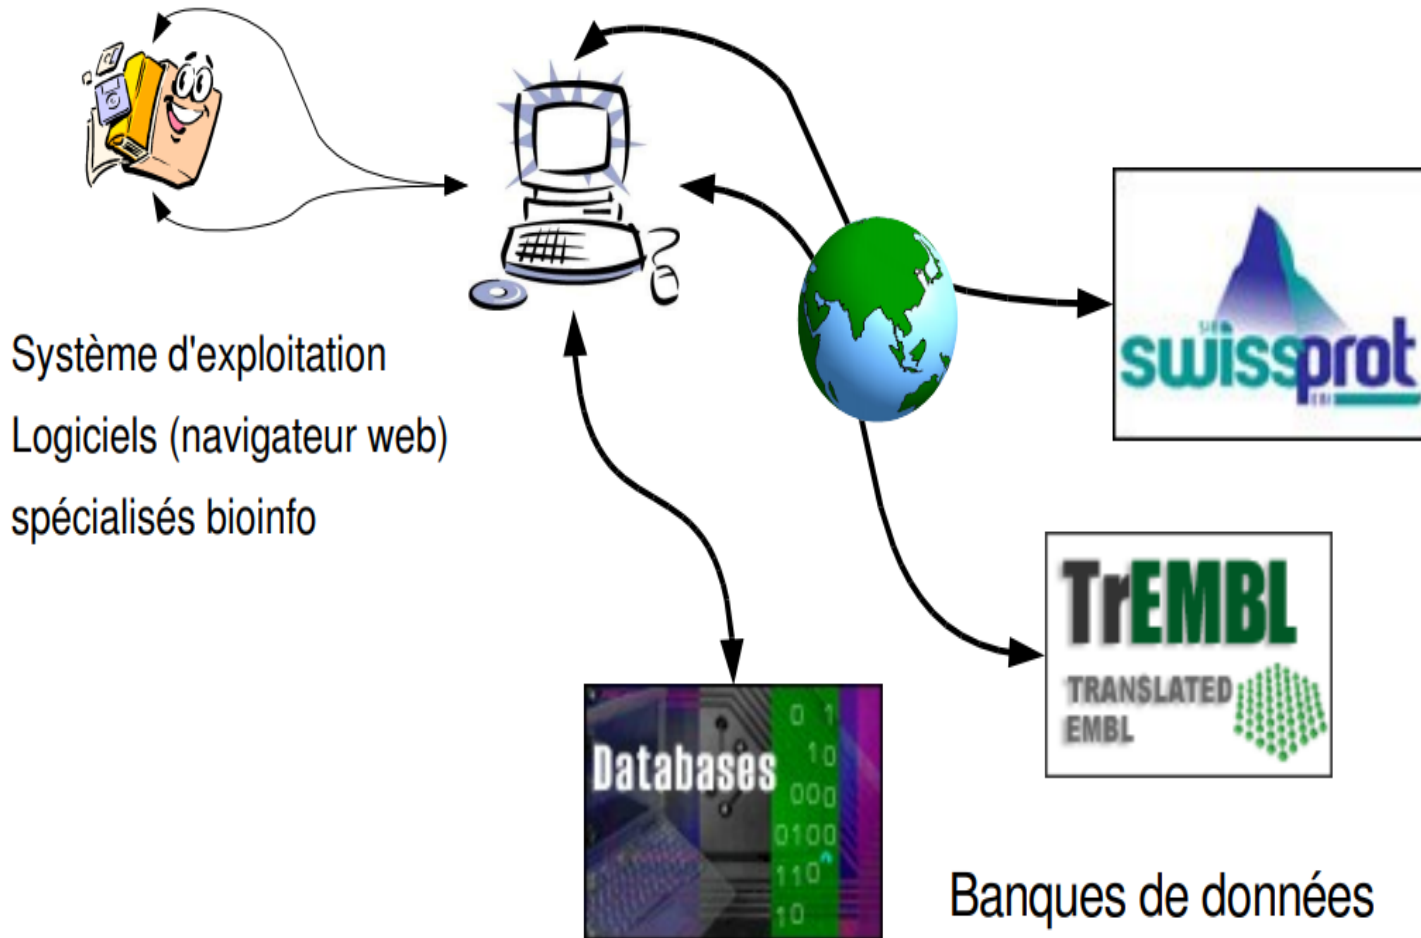 Système d'exploitation
Logiciels (navigateur web)
spécialisés bioinfo
swissprot
TrEMBL
TRANSLATED
EMBL
Databases
0 1
10
000
0100
110
10
Banques de données